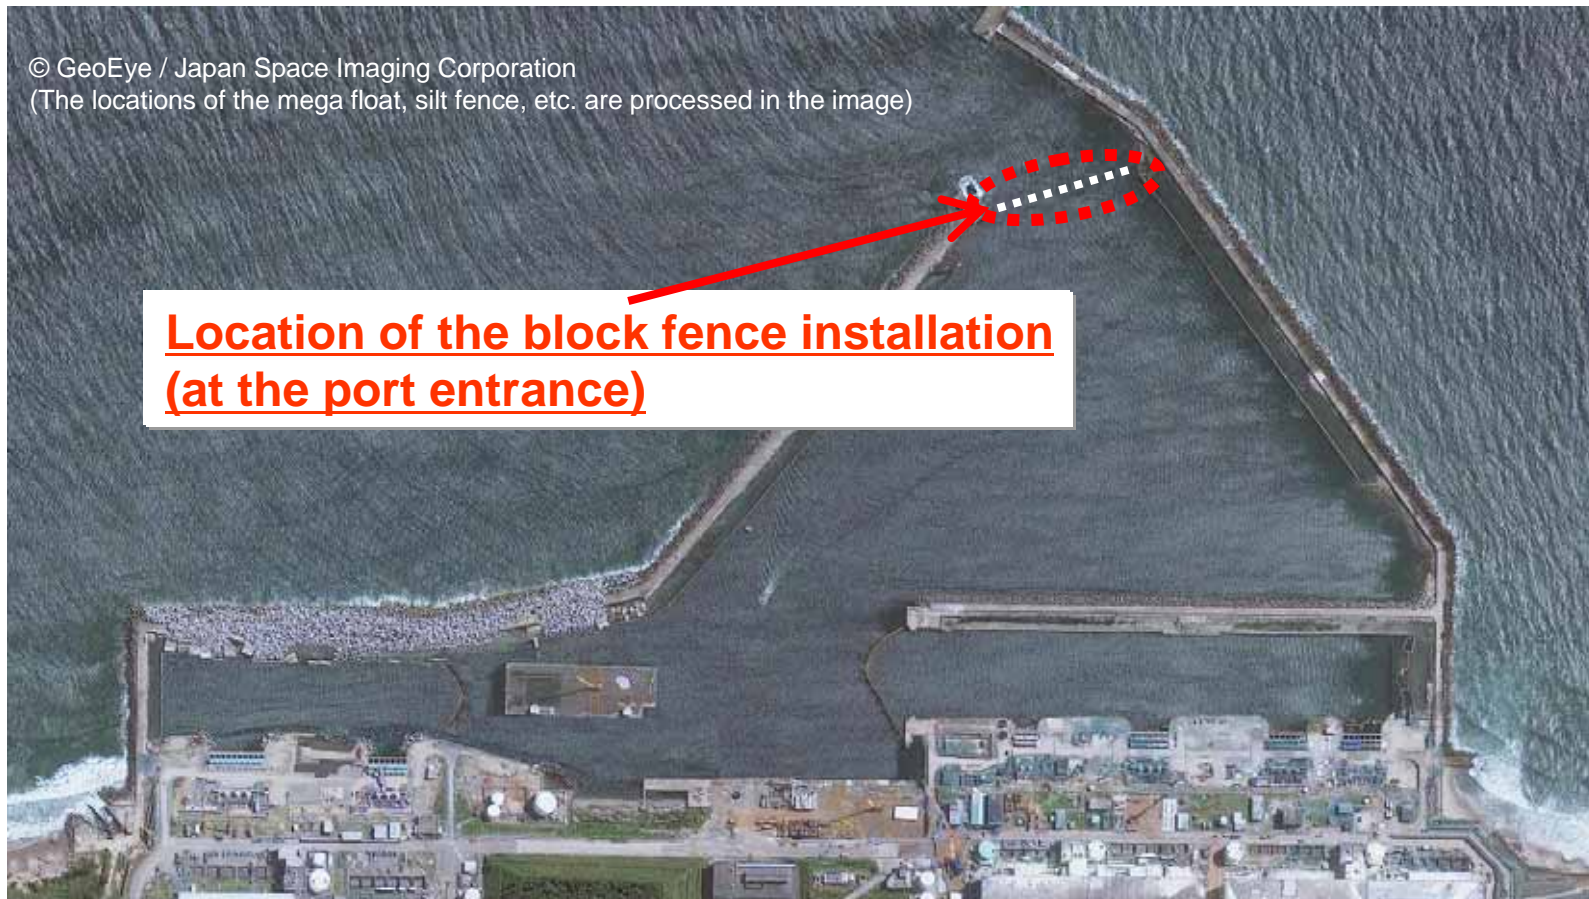 © GeoEye / Japan Space Imaging Corporation
(The locations of the mega float, silt fence, etc. are processed in the image)
Location of the block fence installation
(at the port entrance)